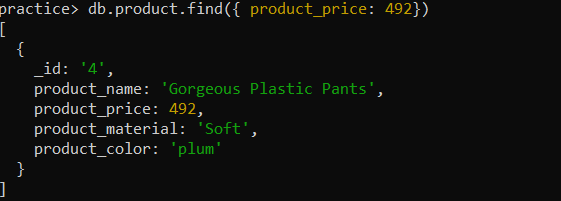 practice> db.product.find({ product_price: 492})
[
  {
    _id: '4',
    product_name: 'Gorgeous Plastic Pants',
    product_price: 492,
    product_material: 'Soft',
    product_color: 'plum'
  }
]